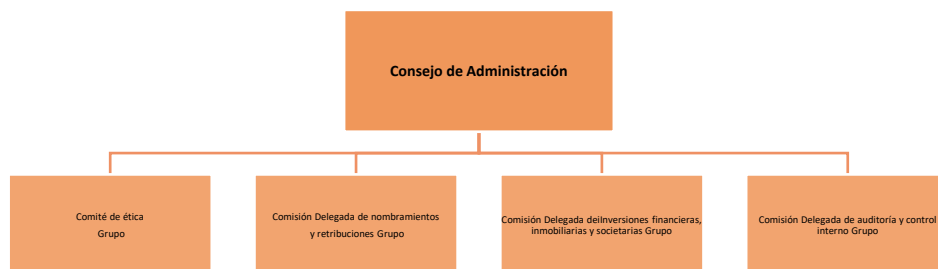 Consejo de Administración
Comité de ética
Grupo
Comisión Delegada de nombramientos
y retribuciones Grupo
Comisión Delegada deiInversiones financieras,
inmobiliarias y societarias Grupo
Comisión Delegada de auditoría y control
interno Grupo